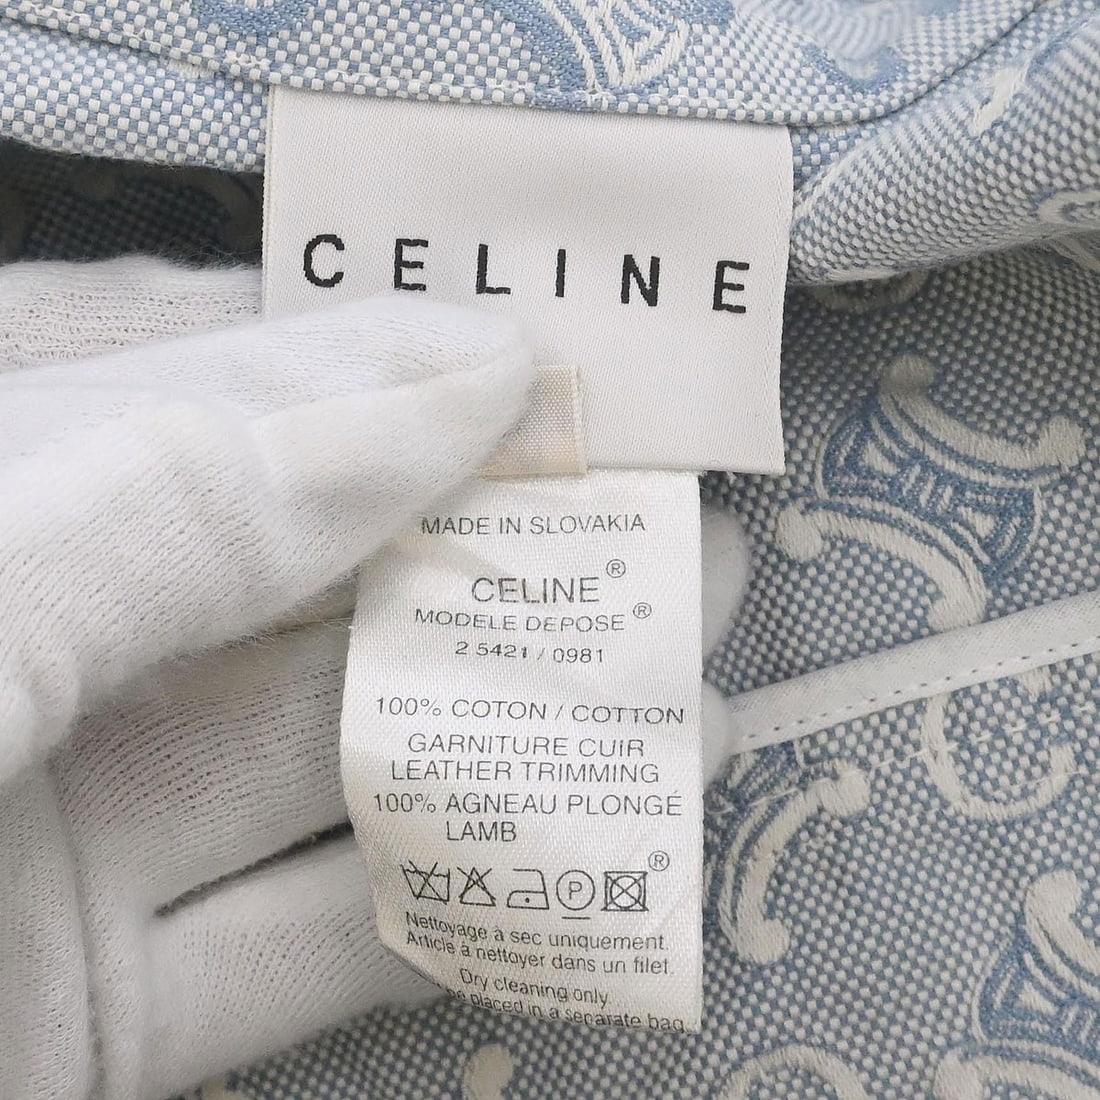 CELINE
MADE IN SLOVAKIA
CELINE®
MODELE DEPOSE®
2 5421 / 0981
100% COTON / COTTON
GARNITURE CUIR
LEATHER TRIMMING
100% AGNEAU PLONGÉ
LAMB
P ®
Nettoyage à sec uniquement.
Article à nettoyer dans un filet.
Dry cleaning only
be placed in a separate bag.